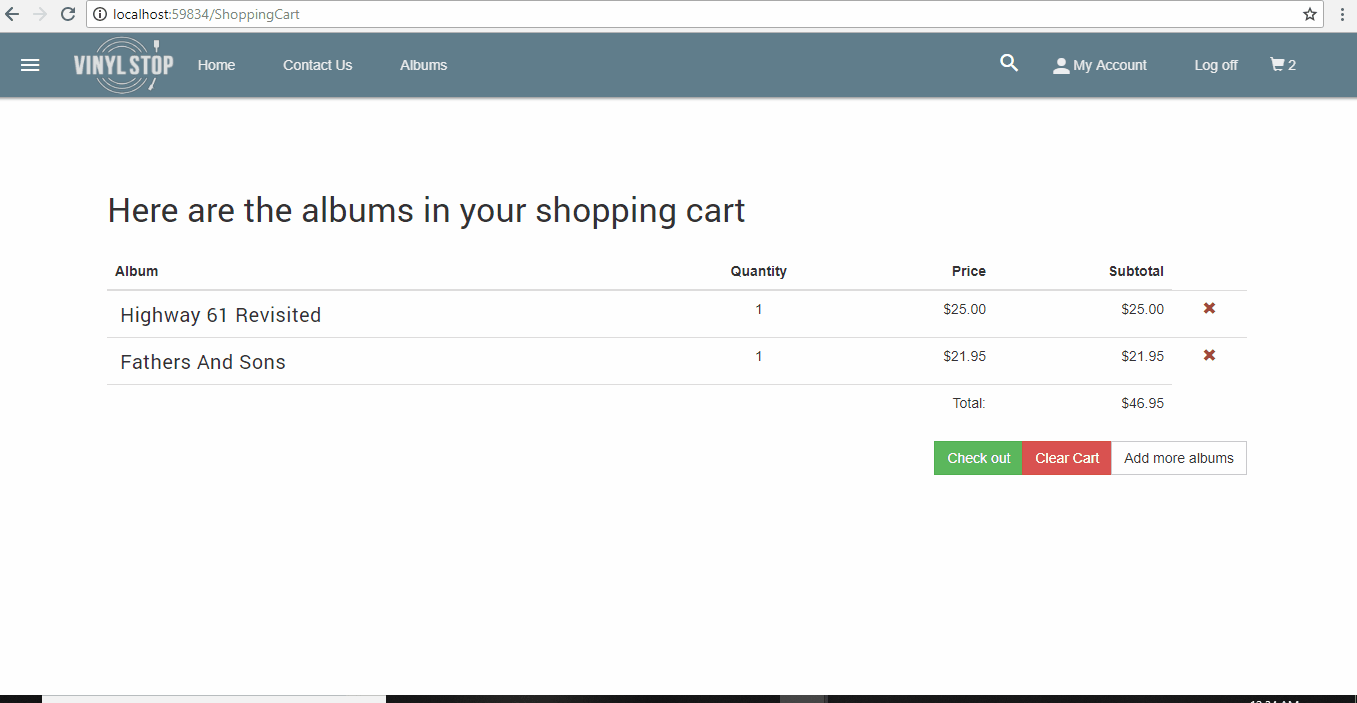 localhost:59834/ShoppingCart
VINYL STOP Home Contact Us Albums My Account Log off 2
Here are the albums in your shopping cart
Album Quantity Price Subtotal
Highway 61 Revisited 1 $25.00 $25.00
Fathers And Sons 1 $21.95 $21.95
Total: $46.95
Check out Clear Cart Add more albums